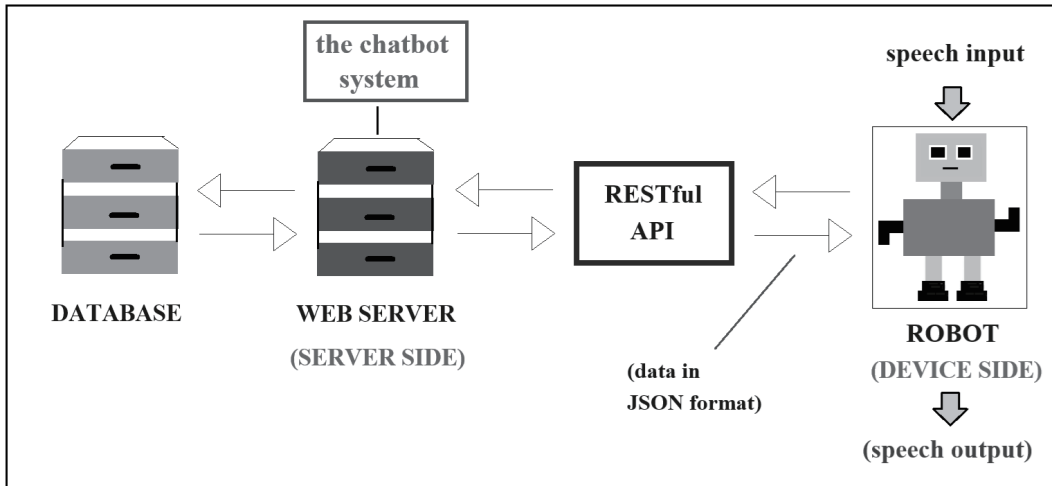 the chatbot
system
speech input
RESTful
API
DATABASE
WEB SERVER
(SERVER SIDE)
(data in
JSON format)
ROBOT
(DEVICE SIDE)
(speech output)